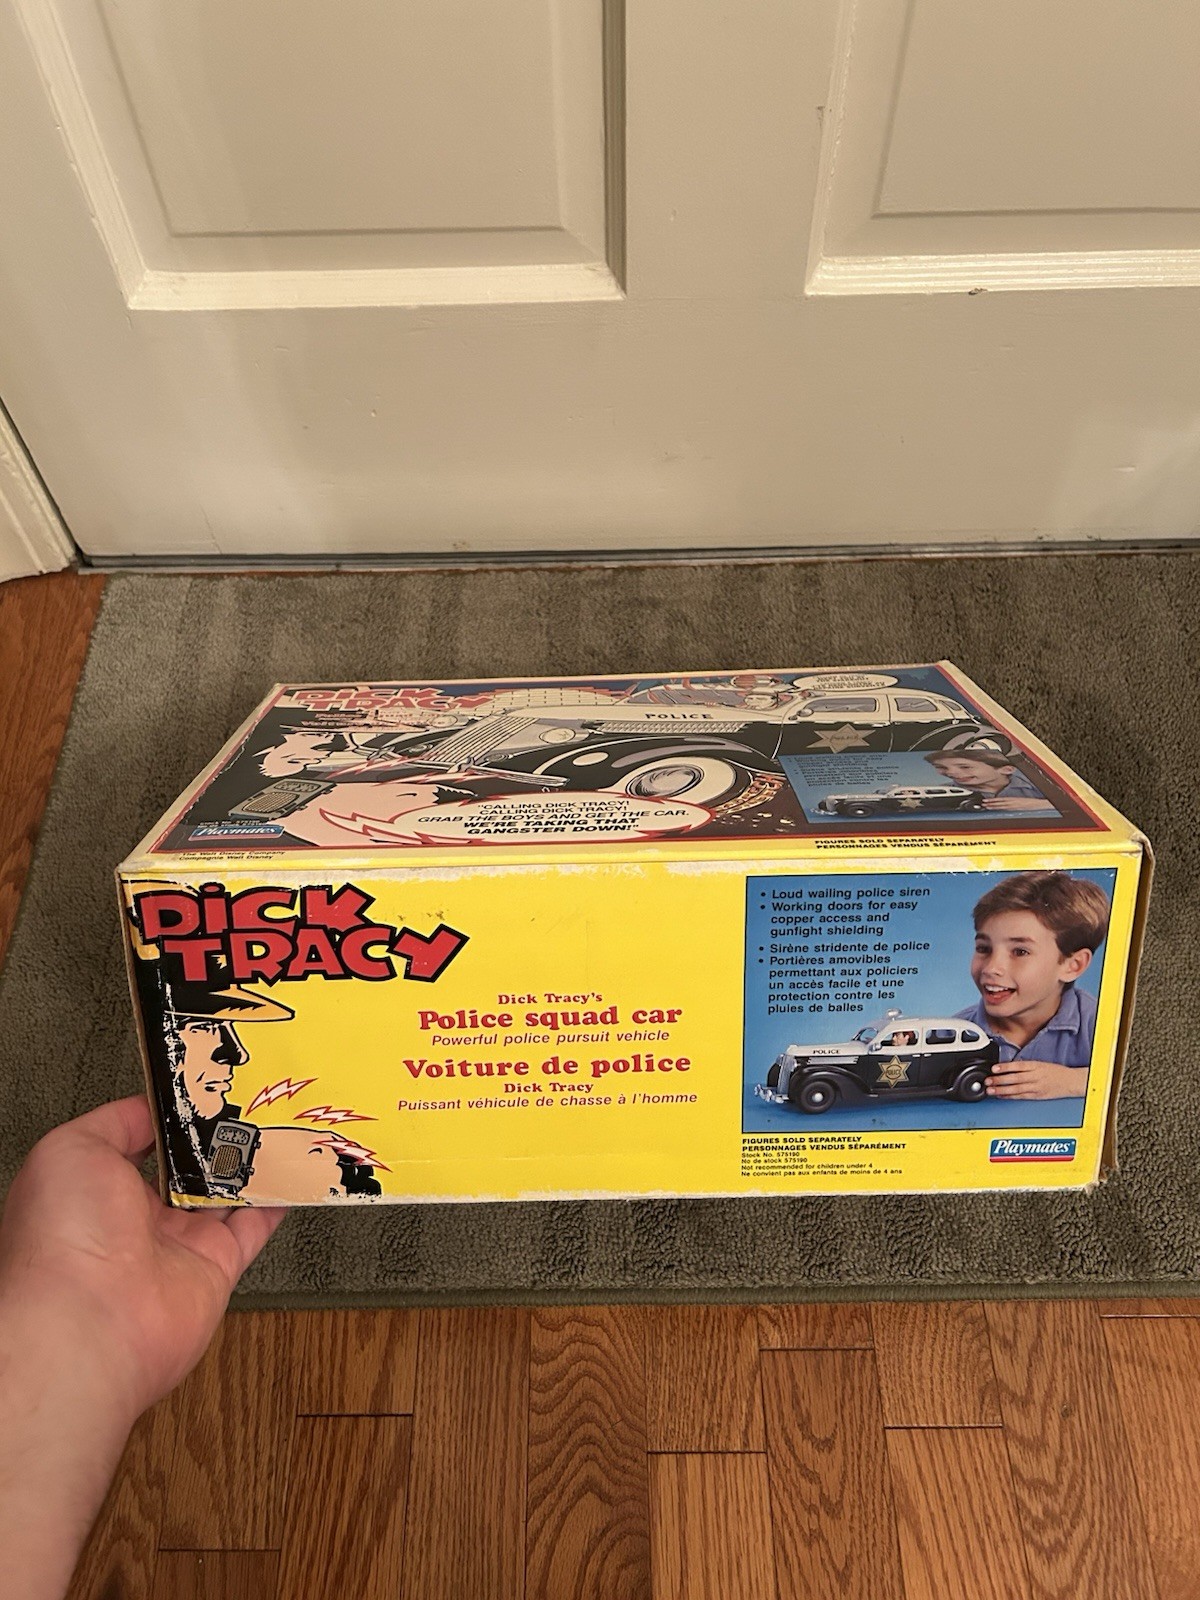 DICK
TRACY
POLICE
"CALLING DICK TRACY!
CALLING DICK TRACY!
GRAB THE BOYS AND GET THE CAR.
WE'RE TAKING THAT
GANGSTER DOWN!"
Playmates
FIGURES SOLD SEPARATELY
PERSONNAGES VENDUS SÉPARÉMENT
The Walt Disney Company
Compagnie Walt Disney
DICK
TRACY
Dick Tracy's
Police squad car
Powerful police pursuit vehicle
Voiture de police
Dick Tracy
Puissant véhicule de chasse à l'homme
• Loud wailing police siren
• Working doors for easy
copper access and
gunfight shielding
• Sirène stridente de police
• Portières amovibles
permettant aux policiers
un accès facile et une
protection contre les
pluies de balles
POLICE
FIGURES SOLD SEPARATELY
PERSONNAGES VENDUS SÉPARÉMENT
Stock No. 575190
No de stock 575190
Not recommended for children under 4
Ne convient pas aux enfants de moins de 4 ans
Playmates